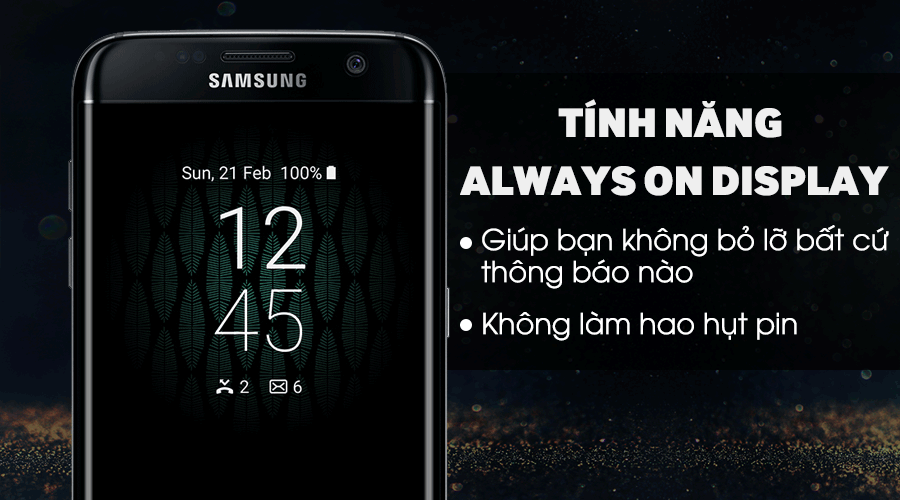 SAMSUNG
Sun, 21 Feb 100%
12
45
2 6
TÍNH NĂNG
ALWAYS ON DISPLAY
• Giúp bạn không bỏ lỡ bất cứ
thông báo nào
• Không làm hao hụt pin